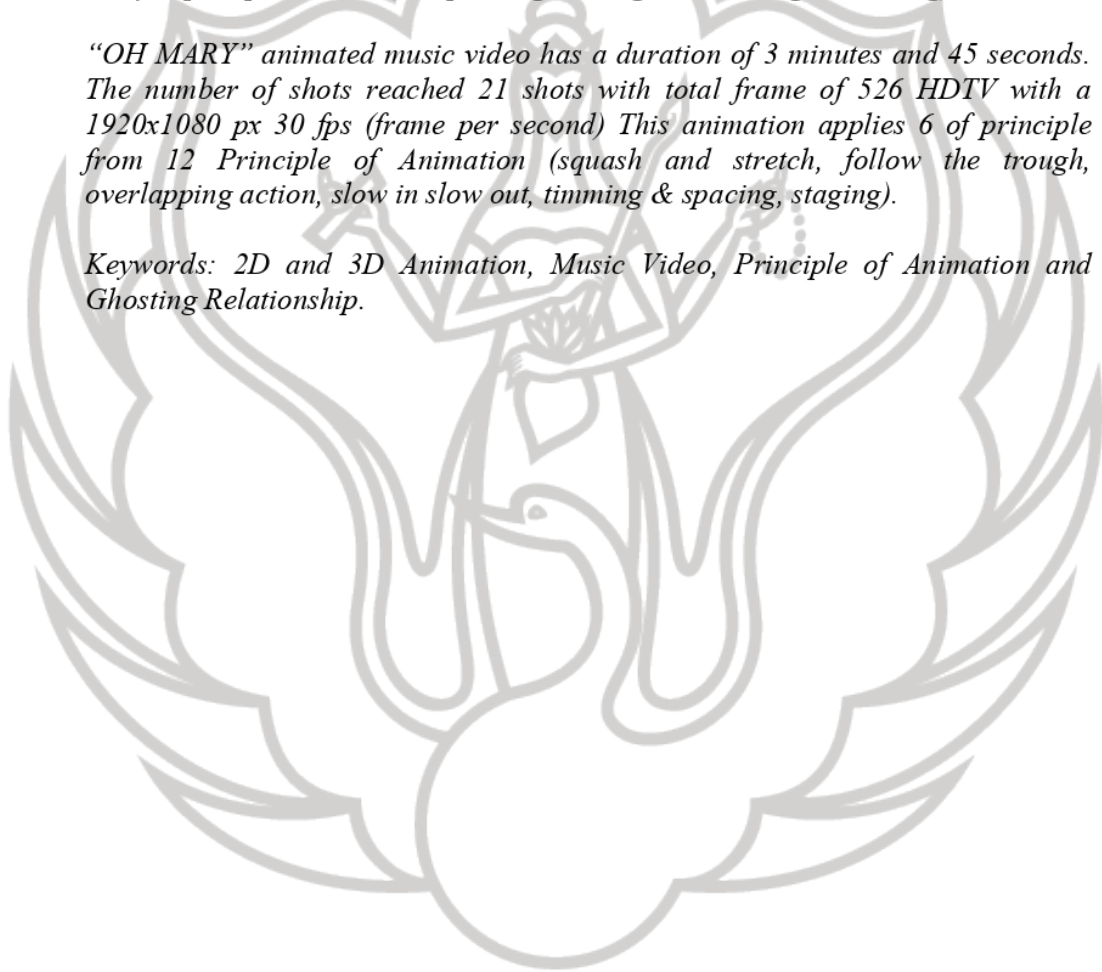 “OH MARY” animated music video has a duration of 3 minutes and 45 seconds.
The number of shots reached 21 shots with total frame of 526 HDTV with a
1920x1080 px 30 fps (frame per second) This animation applies 6 of principle
from 12 Principle of Animation (squash and stretch, follow the trough,
overlapping action, slow in slow out, timming & spacing, staging).
Keywords: 2D and 3D Animation, Music Video, Principle of Animation and
Ghosting Relationship.